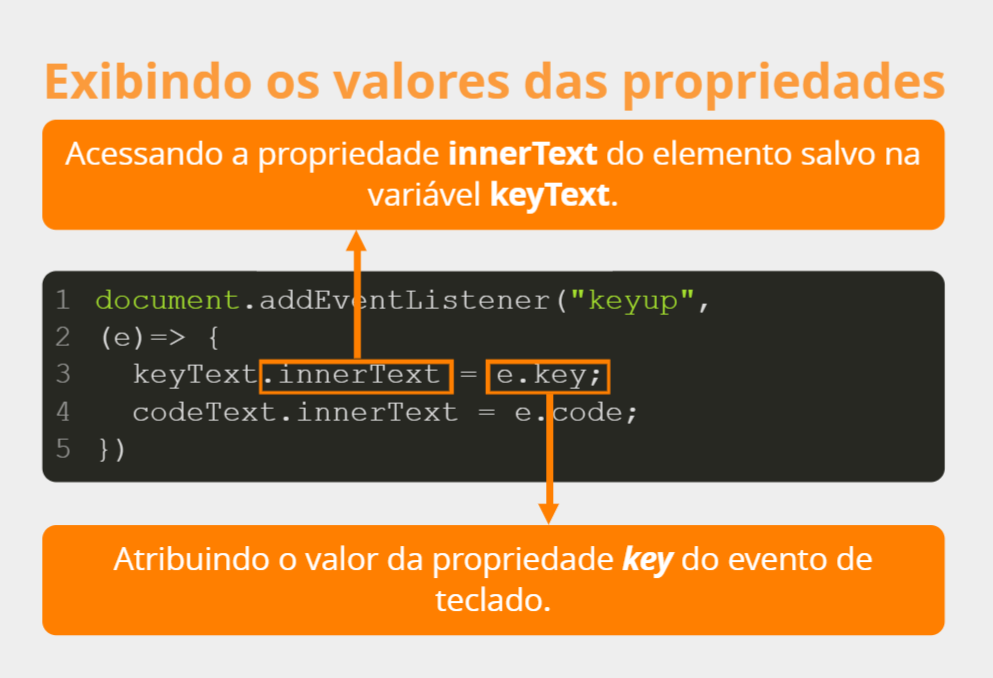 Exibindo os valores das propriedades
Acessando a propriedade innerText do elemento salvo na
variável keyText.
1 document.addEventListener("keyup",
2 (e)=> {
3   keyText.innerText = e.key;
4   codeText.innerText = e.code;
5 })
Atribuindo o valor da propriedade key do evento de
teclado.